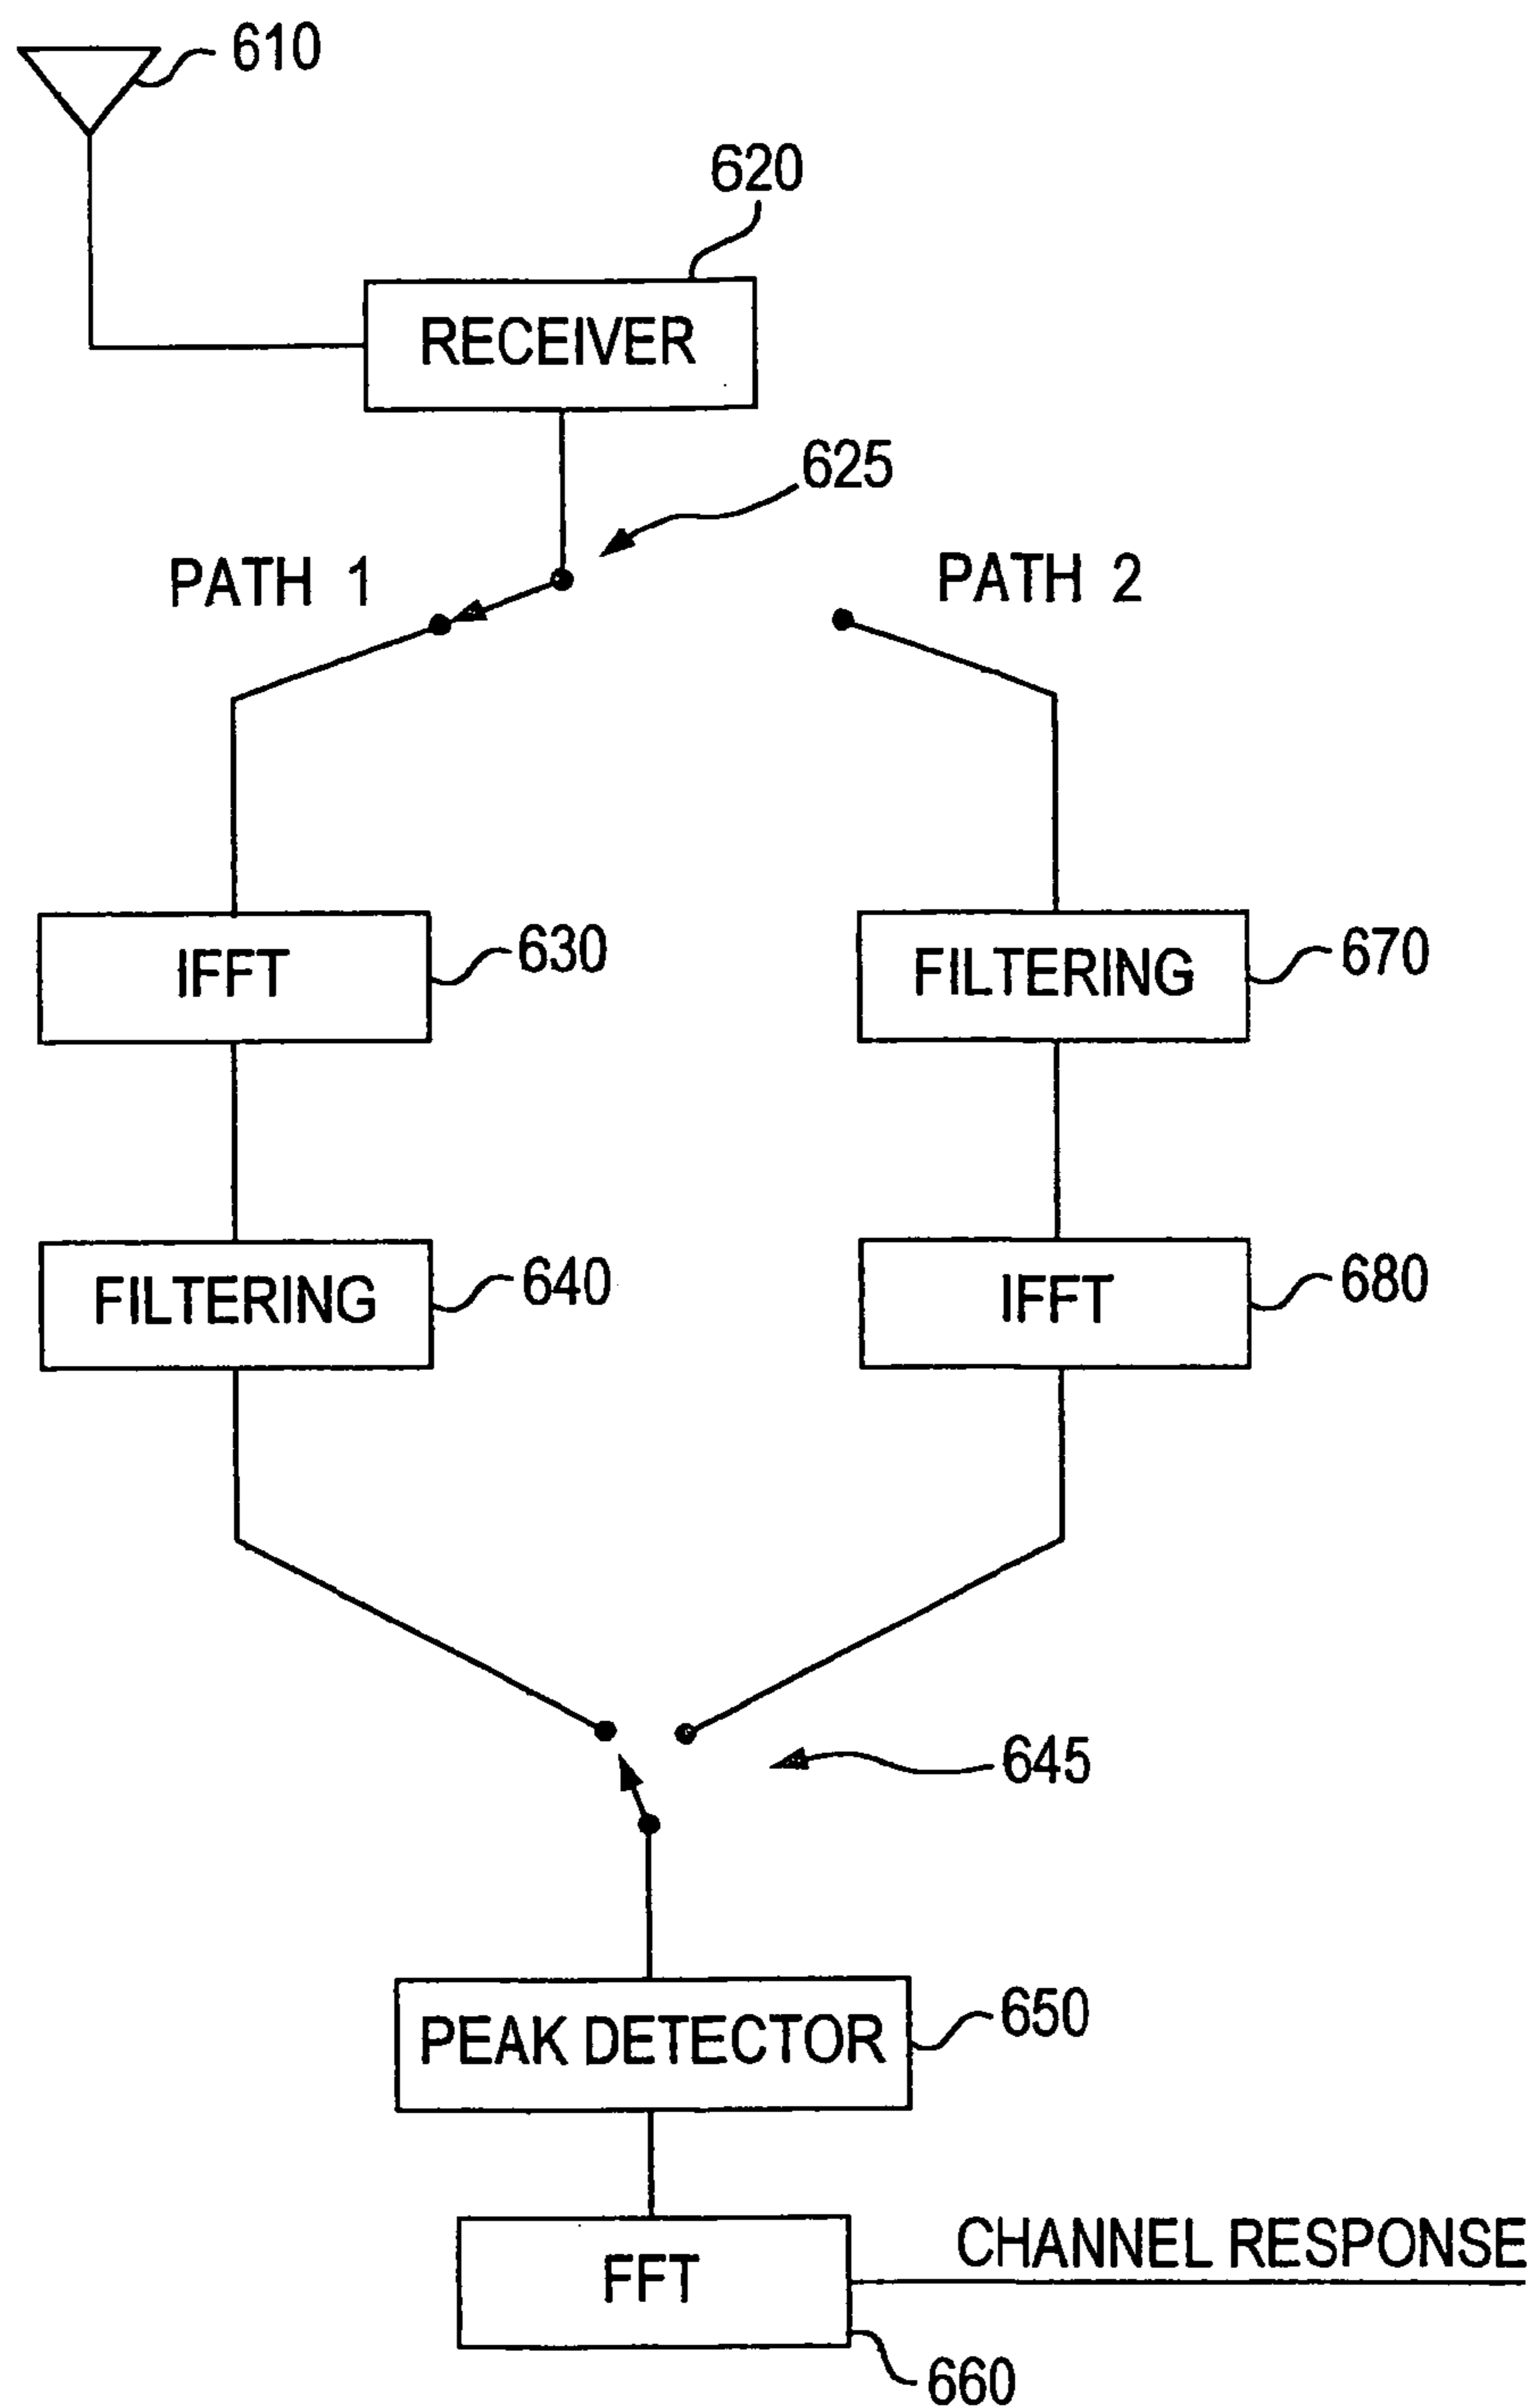 610
620
RECEIVER
625
PATH 1
PATH 2
IFFT
630
FILTERING
670
FILTERING
640
IFFT
680
645
PEAK DETECTOR
650
FFT
CHANNEL RESPONSE
660